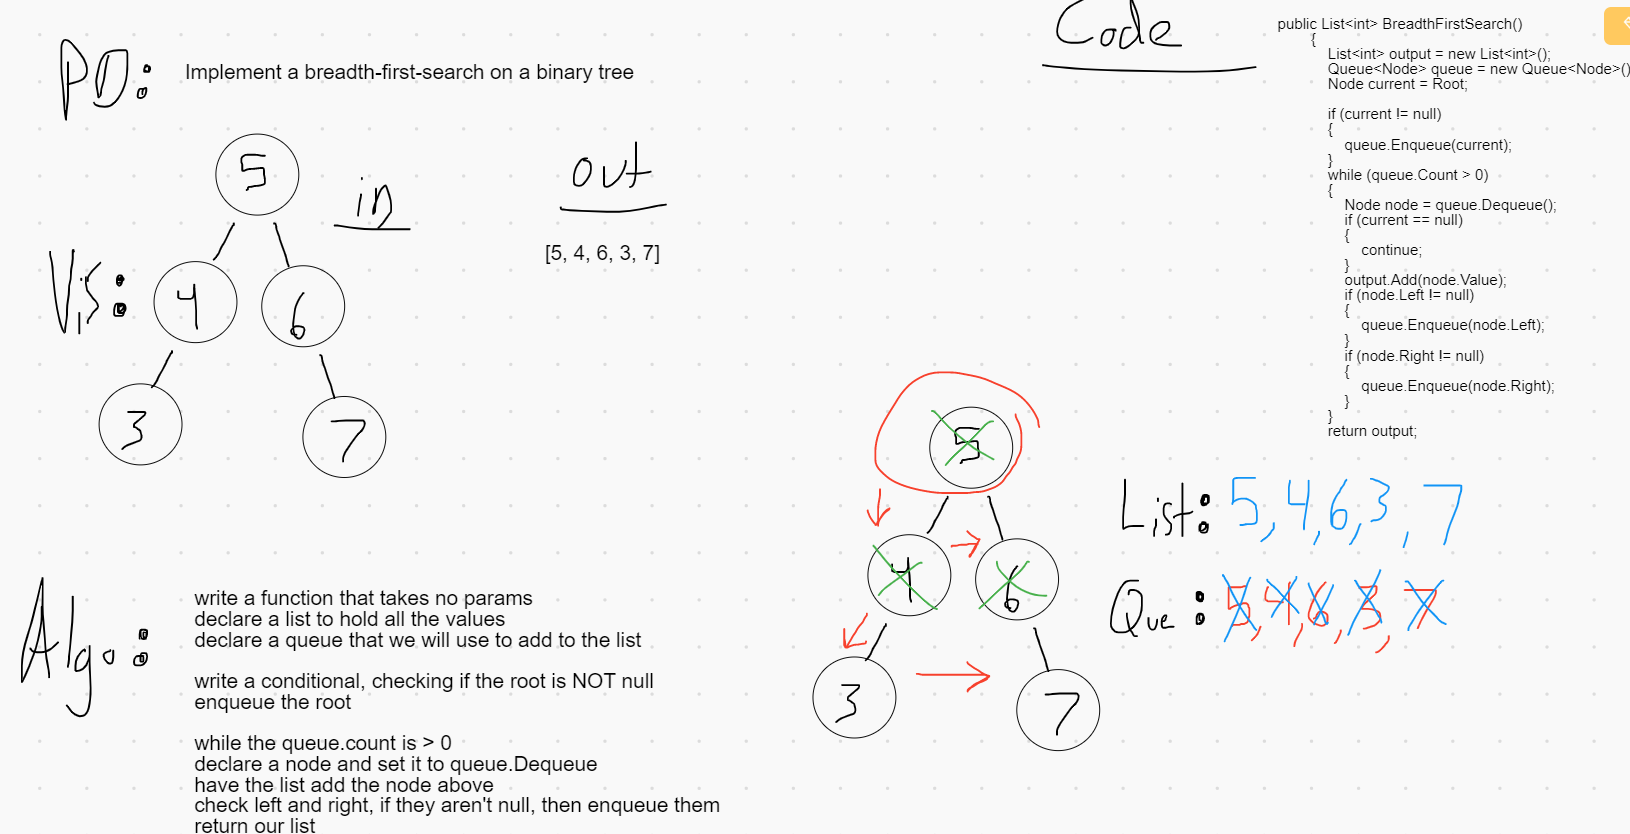 PD:
Implement a breadth-first-search on a binary tree
in
out
[5, 4, 6, 3, 7]
Vis:
5
4
6
3
7
Algo:
write a function that takes no params
declare a list to hold all the values
declare a queue that we will use to add to the list
write a conditional, checking if the root is NOT null
enqueue the root
while the queue.count is > 0
declare a node and set it to queue.Dequeue
have the list add the node above
check left and right, if they aren't null, then enqueue them
return our list
Code
public List<int> BreadthFirstSearch()
{
List<int> output = new List<int>();
Queue<Node> queue = new Queue<Node>()
Node current = Root;
if (current != null)
{
queue.Enqueue(current);
}
while (queue.Count > 0)
{
Node node = queue.Dequeue();
if (current == null)
{
continue;
}
output.Add(node.Value);
if (node.Left != null)
{
queue.Enqueue(node.Left);
}
if (node.Right != null)
{
queue.Enqueue(node.Right);
}
}
return output;
5
4
6
3
7
List: 5, 4, 6, 3, 7
Que: 5, 4, 6, 3, 7